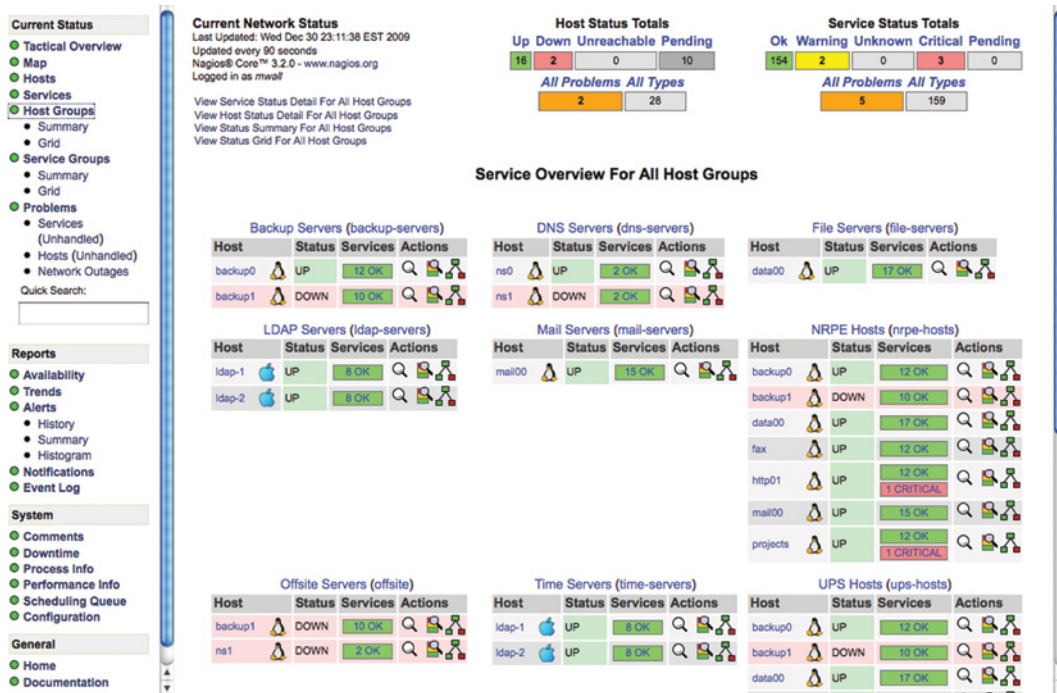 Current Status
Tactical Overview
Map
Hosts
Services
Host Groups
Summary
Grid
Service Groups
Summary
Grid
Problems
Services
(Unhandled)
Hosts (Unhandled)
Network Outages
Quick Search:
Reports
Availability
Trends
Alerts
History
Summary
Histogram
Notifications
Event Log
System
Comments
Downtime
Process Info
Performance Info
Scheduling Queue
Configuration
General
Home
Documentation
Current Network Status
Last Updated: Wed Dec 30 23:11:38 EST 2009
Updated every 90 seconds
Nagios® Core™ 3.2.0 - www.nagios.org
Logged in as mwall
View Service Status Detail For All Host Groups
View Host Status Detail For All Host Groups
View Status Summary For All Host Groups
View Status Grid For All Host Groups
Host Status Totals
Up Down Unreachable Pending
16 2 0 10
All Problems All Types
2 28
Service Status Totals
Ok Warning Unknown Critical Pending
154 2 0 3 0
All Problems All Types
5 159
Service Overview For All Host Groups
Backup Servers (backup-servers)
Host Status Services Actions
backup0 UP 12 OK
backup1 DOWN 10 OK
DNS Servers (dns-servers)
Host Status Services Actions
ns0 UP 2 OK
ns1 DOWN 2 OK
File Servers (file-servers)
Host Status Services Actions
data00 UP 17 OK
LDAP Servers (ldap-servers)
Host Status Services Actions
ldap-1 UP 8 OK
ldap-2 UP 8 OK
Mail Servers (mail-servers)
Host Status Services Actions
mail00 UP 15 OK
NRPE Hosts (nrpe-hosts)
Host Status Services Actions
backup0 UP 12 OK
backup1 DOWN 10 OK
data00 UP 17 OK
fax UP 12 OK
http01 UP 12 OK
1 CRITICAL
mail00 UP 15 OK
projects UP 12 OK
1 CRITICAL
Offsite Servers (offsite)
Host Status Services Actions
backup1 DOWN 10 OK
ns1 DOWN 2 OK
Time Servers (time-servers)
Host Status Services Actions
ldap-1 UP 8 OK
ldap-2 UP 8 OK
UPS Hosts (ups-hosts)
Host Status Services Actions
backup0 UP 12 OK
backup1 DOWN 10 OK
data00 UP 17 OK